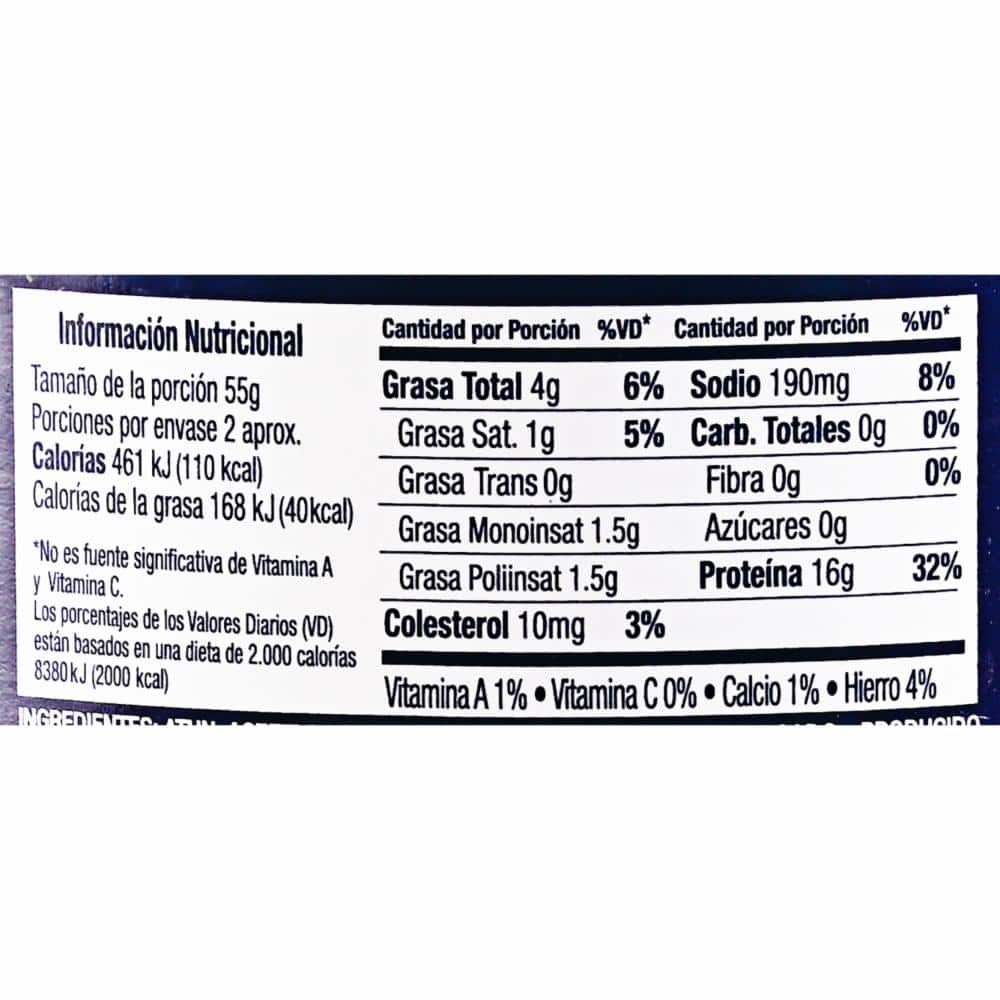 Información Nutricional
Tamaño de la porción 55g
Porciones por envase 2 aprox.
Calorías 461 kJ (110 kcal)
Calorías de la grasa 168 kJ (40kcal)
*No es fuente significativa de Vitamina A
y Vitamina C.
Los porcentajes de los Valores Diarios (VD)
están basados en una dieta de 2.000 calorías
8380 kJ (2000 kcal)
Cantidad por Porción %VD* Cantidad por Porción %VD*
Grasa Total 4g 6% Sodio 190mg 8%
Grasa Sat. 1g 5% Carb. Totales 0g 0%
Grasa Trans 0g Fibra 0g 0%
Grasa Monoinsat 1.5g Azúcares 0g
Grasa Poliinsat 1.5g Proteína 16g 32%
Colesterol 10mg 3%
Vitamina A 1% • Vitamina C 0% • Calcio 1% • Hierro 4%
INGREDIENTES: ATUN